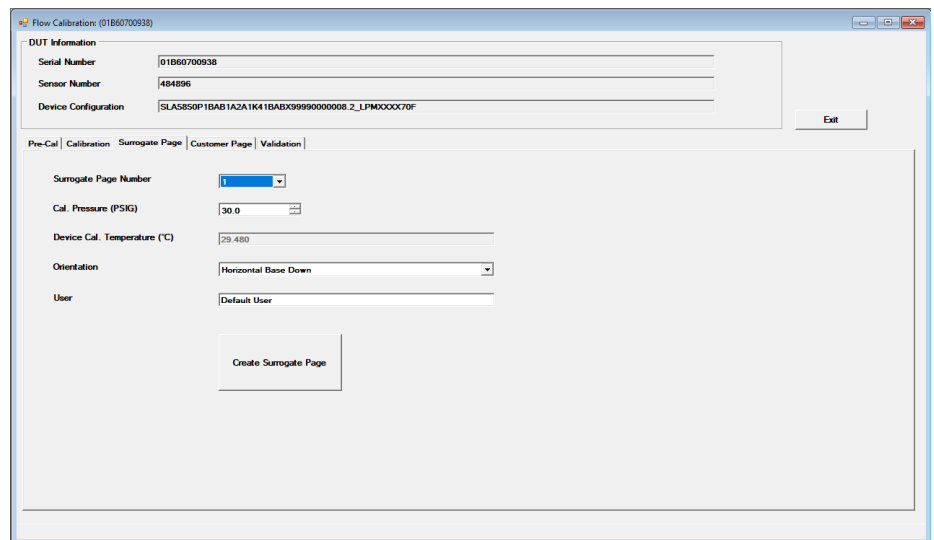 Flow Calibration: (01B60700938)
DUT Information
Serial Number 01B60700938
Sensor Number 484896
Device Configuration SLA5850P1BAB1A2A1K41BABX99990000008.2_LPMXXXX70F
Exit
Pre-Cal Calibration Surrogate Page Customer Page Validation
Surrogate Page Number 1
Cal. Pressure (PSIG) 30.0
Device Cal. Temperature (°C) 29.480
Orientation Horizontal Base Down
User Default User
Create Surrogate Page